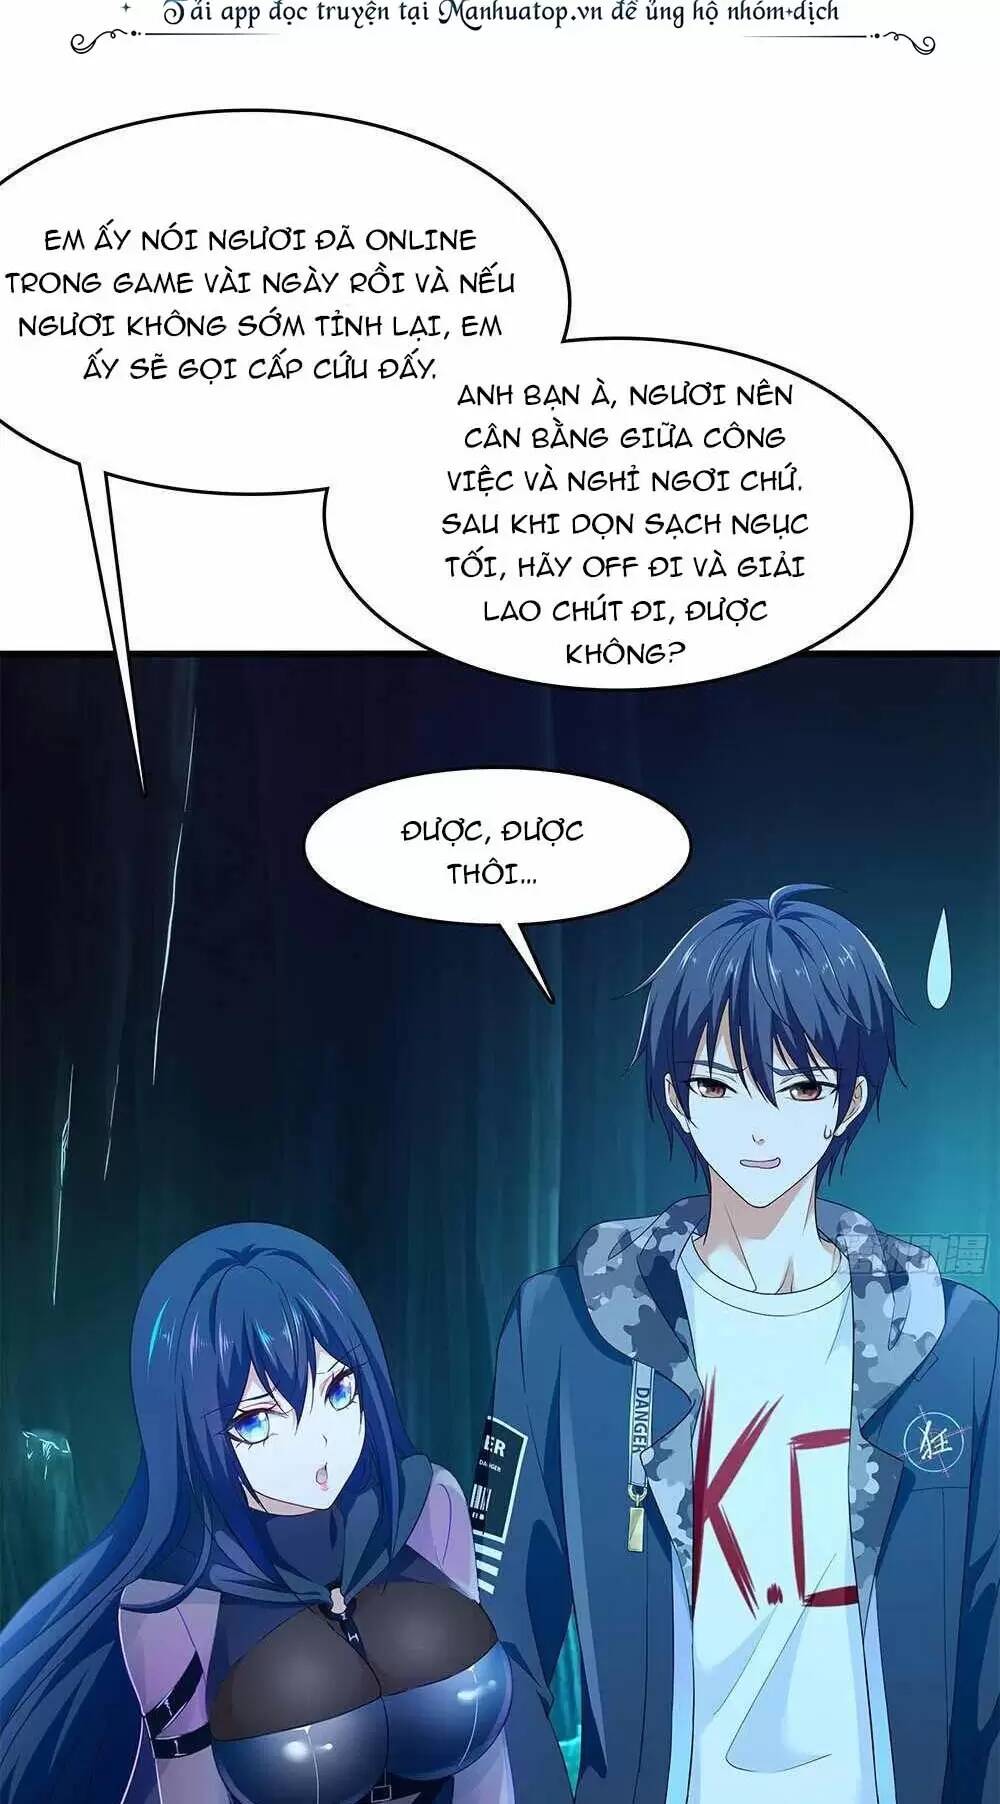 Tải app đọc truyện tại Manhuatop.vn để ủng hộ nhóm dịch
EM ẤY NÓI NGƯƠI ĐÃ ONLINE
TRONG GAME VÀI NGÀY RỒI VÀ NẾU
NGƯƠI KHÔNG SỚM TỈNH LẠI, EM
ẤY SẼ GỌI CẤP CỨU ĐẤY.
ANH BẠN À, NGƯƠI NÊN
CÂN BẰNG GIỮA CÔNG
VIỆC VÀ NGHỈ NGƠI CHỨ.
SAU KHI DỌN SẠCH NGỤC
TỐI, HÃY OFF ĐI VÀ GIẢI
LAO CHÚT ĐI, ĐƯỢC
KHÔNG?
ĐƯỢC, ĐƯỢC
THÔI...
DANGER
狂
ER
DANGER
K.O